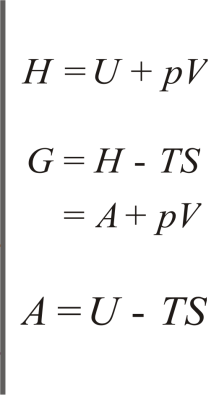 H = U + pV
G = H - TS
= A + pV
A = U - TS